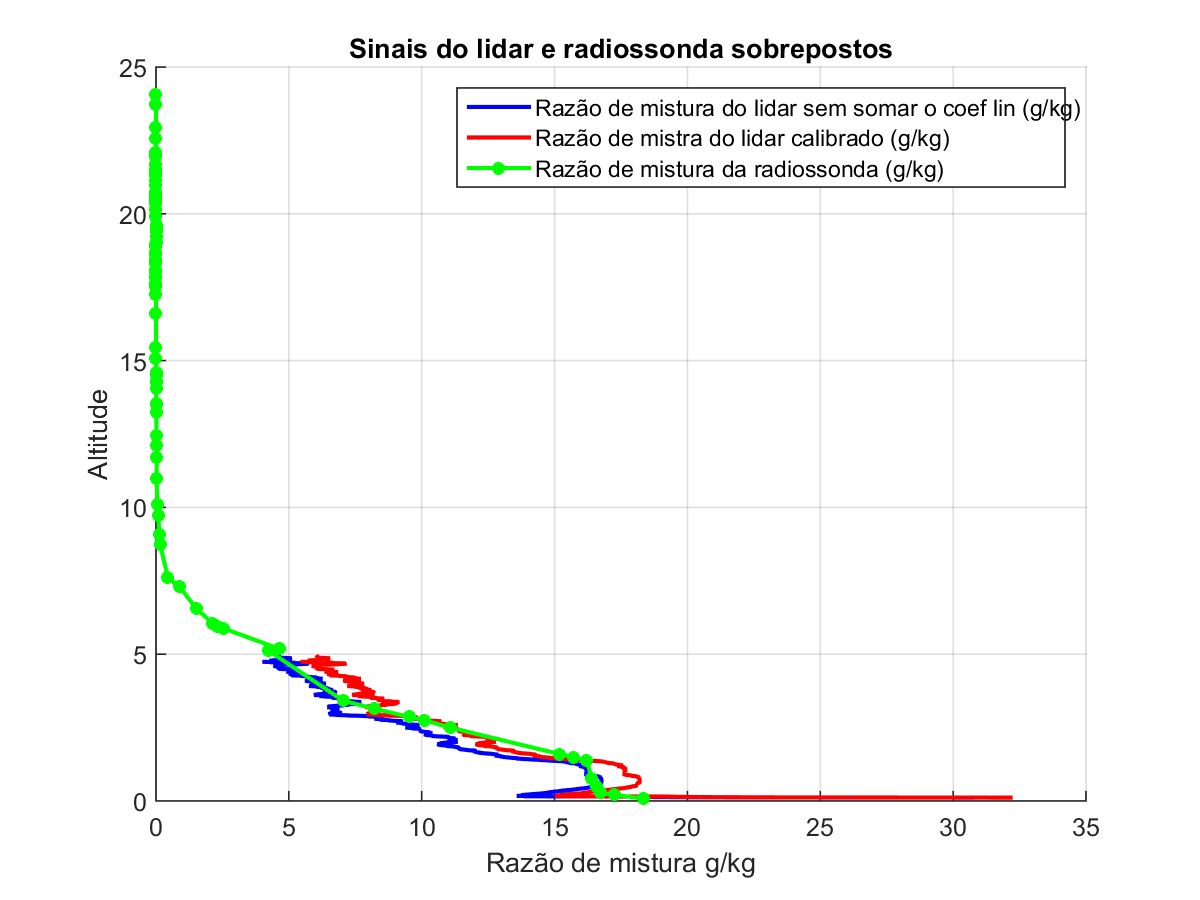 Sinais do lidar e radiossonda sobrepostos
25
Razão de mistura do lidar sem somar o coef lin (g/kg)
Razão de mistra do lidar calibrado (g/kg)
Razão de mistura da radiossonda (g/kg)
20
15
Altitude
10
5
0
0 5 10 15 20 25 30 35
Razão de mistura g/kg